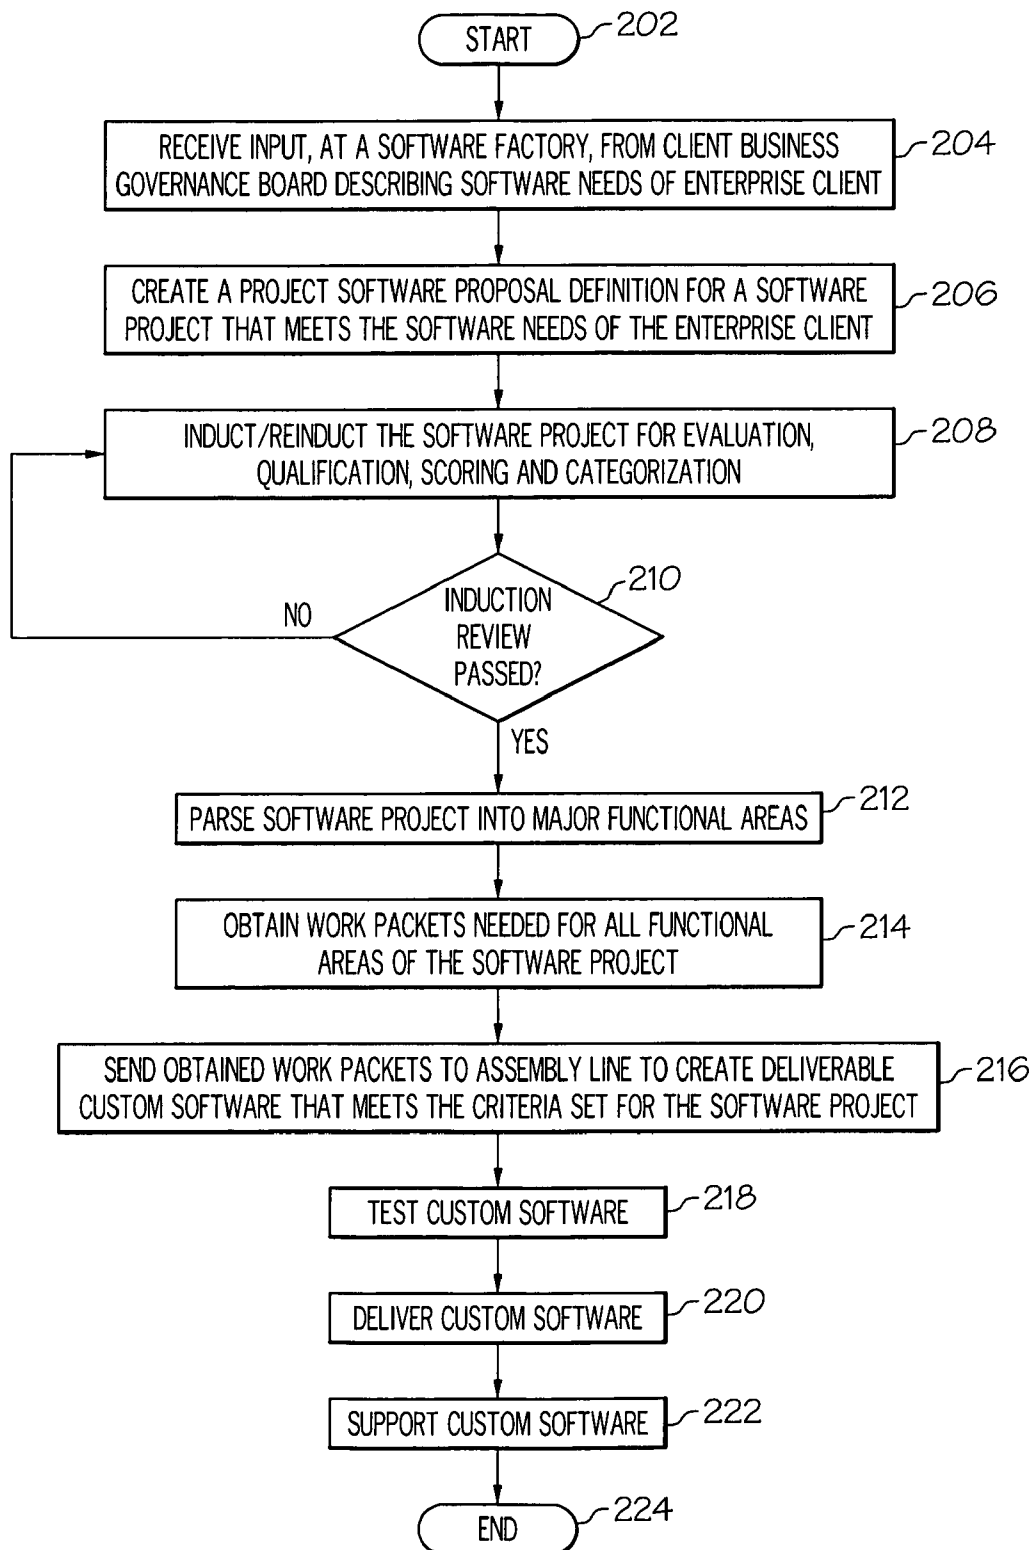 START
202
RECEIVE INPUT, AT A SOFTWARE FACTORY, FROM CLIENT BUSINESS
GOVERNANCE BOARD DESCRIBING SOFTWARE NEEDS OF ENTERPRISE CLIENT
204
CREATE A PROJECT SOFTWARE PROPOSAL DEFINITION FOR A SOFTWARE
PROJECT THAT MEETS THE SOFTWARE NEEDS OF THE ENTERPRISE CLIENT
206
INDUCT/REINDUCT THE SOFTWARE PROJECT FOR EVALUATION,
QUALIFICATION, SCORING AND CATEGORIZATION
208
INDUCTION
REVIEW
PASSED?
210
NO
YES
PARSE SOFTWARE PROJECT INTO MAJOR FUNCTIONAL AREAS
212
OBTAIN WORK PACKETS NEEDED FOR ALL FUNCTIONAL
AREAS OF THE SOFTWARE PROJECT
214
SEND OBTAINED WORK PACKETS TO ASSEMBLY LINE TO CREATE DELIVERABLE
CUSTOM SOFTWARE THAT MEETS THE CRITERIA SET FOR THE SOFTWARE PROJECT
216
TEST CUSTOM SOFTWARE
218
DELIVER CUSTOM SOFTWARE
220
SUPPORT CUSTOM SOFTWARE
222
END
224